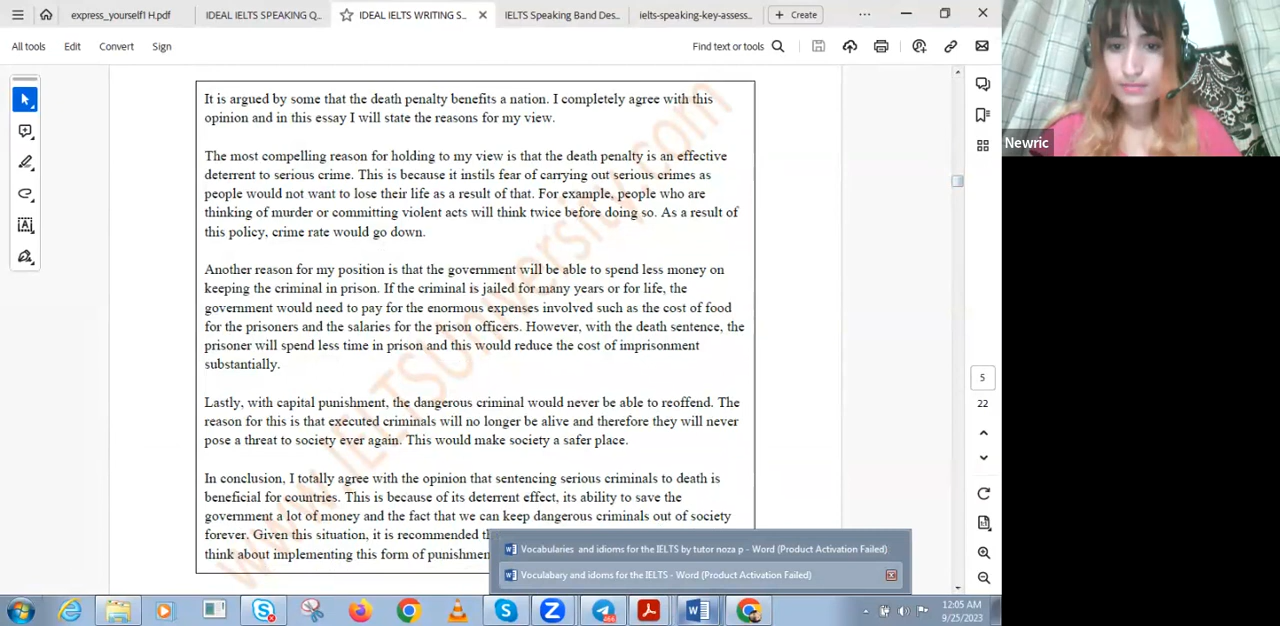 express_yourself1 H.pdf
IDEAL IELTS SPEAKING Q...
IDEAL IELTS WRITING S...
IELTS Speaking Band Des...
ielts-speaking-key-assess...
+ Create
All tools
Edit
Convert
Sign
Find text or tools
It is argued by some that the death penalty benefits a nation. I completely agree with this
opinion and in this essay I will state the reasons for my view.
The most compelling reason for holding to my view is that the death penalty is an effective
deterrent to serious crime. This is because it instils fear of carrying out serious crimes as
people would not want to lose their life as a result of that. For example, people who are
thinking of murder or committing violent acts will think twice before doing so. As a result of
this policy, crime rate would go down.
Another reason for my position is that the government will be able to spend less money on
keeping the criminal in prison. If the criminal is jailed for many years or for life, the
government would need to pay for the enormous expenses involved such as the cost of food
for the prisoners and the salaries for the prison officers. However, with the death sentence, the
prisoner will spend less time in prison and this would reduce the cost of imprisonment
substantially.
Lastly, with capital punishment, the dangerous criminal would never be able to reoffend. The
reason for this is that executed criminals will no longer be alive and therefore they will never
pose a threat to society ever again. This would make society a safer place.
In conclusion, I totally agree with the opinion that sentencing serious criminals to death is
beneficial for countries. This is because of its deterrent effect, its ability to save the
government a lot of money and the fact that we can keep dangerous criminals out of society
forever. Given this situation, it is recommended
think about implementing this form of punishmen
www.IELTSUniversity.com
Newric
5
22
Vocabularies and idioms for the IELTS by tutor noza p - Word (Product Activation Failed)
Voculabary and idoms for the IELTS - Word (Product Activation Failed)
12:05 AM
9/25/2023